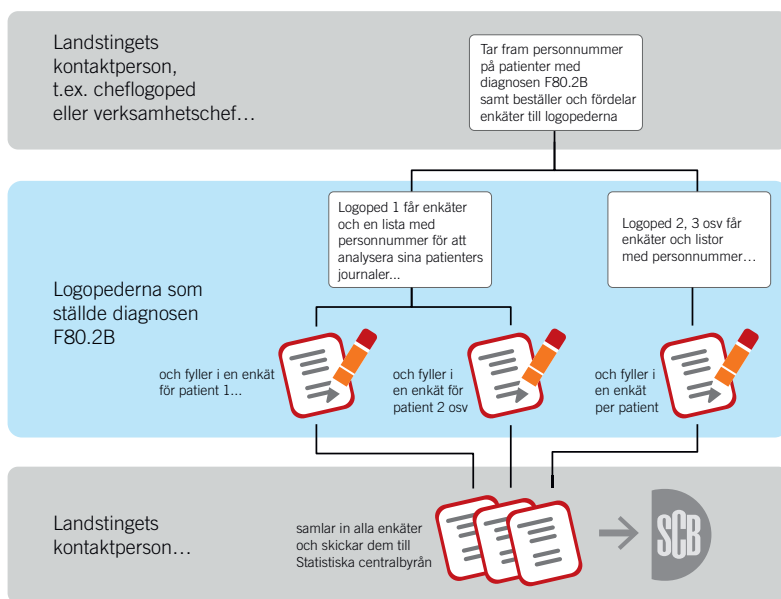 Landstingets
kontaktperson,
t.ex. cheflogoped
eller verksamhetschef…
Tar fram personnummer
på patienter med
diagnosen F80.2B
samt beställer och fördelar
enkäter till logopederna
Logoped 1 får enkäter
och en lista med
personnummer för att
analysera sina patienters
journaler...
Logoped 2, 3 osv får
enkäter och listor
med personnummer…
Logopederna som
ställde diagnosen
F80.2B
och fyller i en enkät
för patient 1...
och fyller i
en enkät för
patient 2 osv
och fyller i
en enkät
per patient
Landstingets
kontaktperson…
samlar in alla enkäter
och skickar dem till
Statistiska centralbyrån
SCB